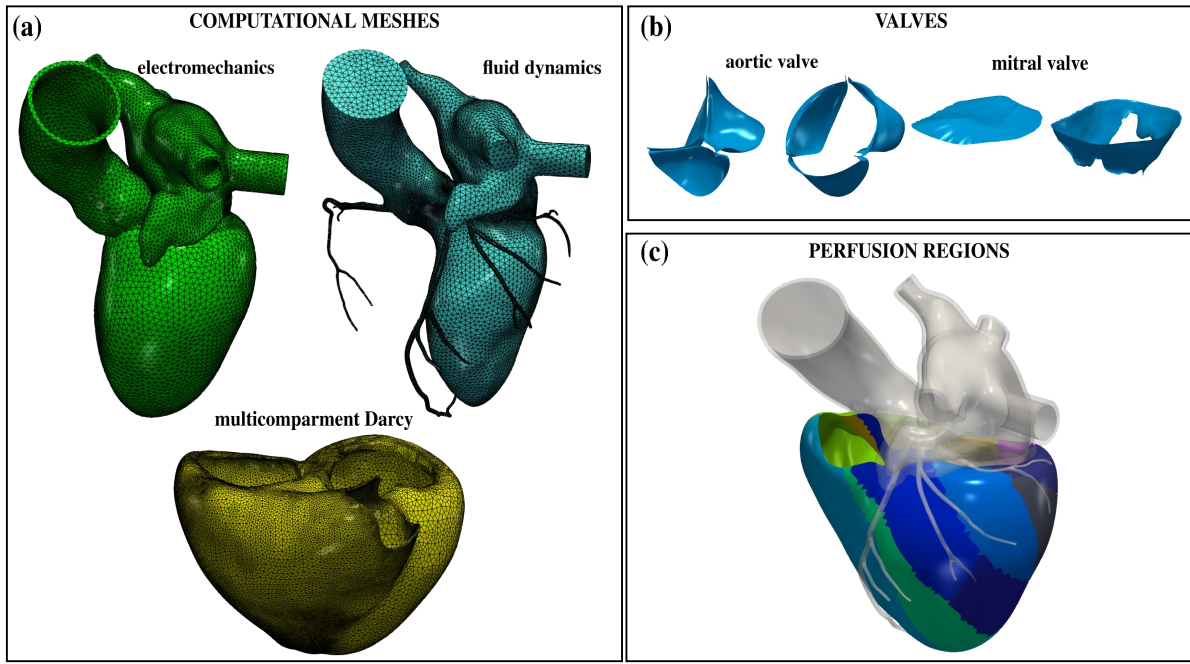 (a)
COMPUTATIONAL MESHES
electromechanics
fluid dynamics
multicomparment Darcy
(b)
VALVES
aortic valve
mitral valve
(c)
PERFUSION REGIONS